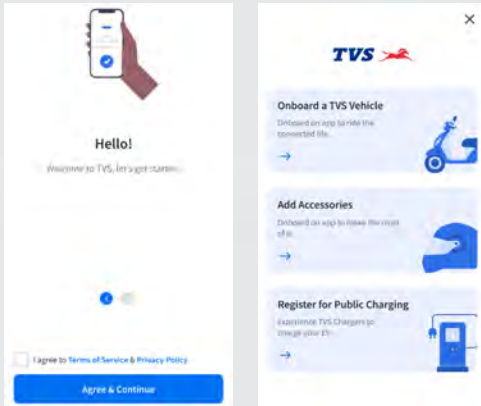 Hello!
Welcome to TVS, let's get started.
I agree to Terms of Service & Privacy Policy
Agree & Continue
TVS
Onboard a TVS Vehicle
Onboard on app to ride the
connected life.
Add Accessories
Onboard on app to make the most
of it.
Register for Public Charging
Experience TVS Chargers to
charge your EV.